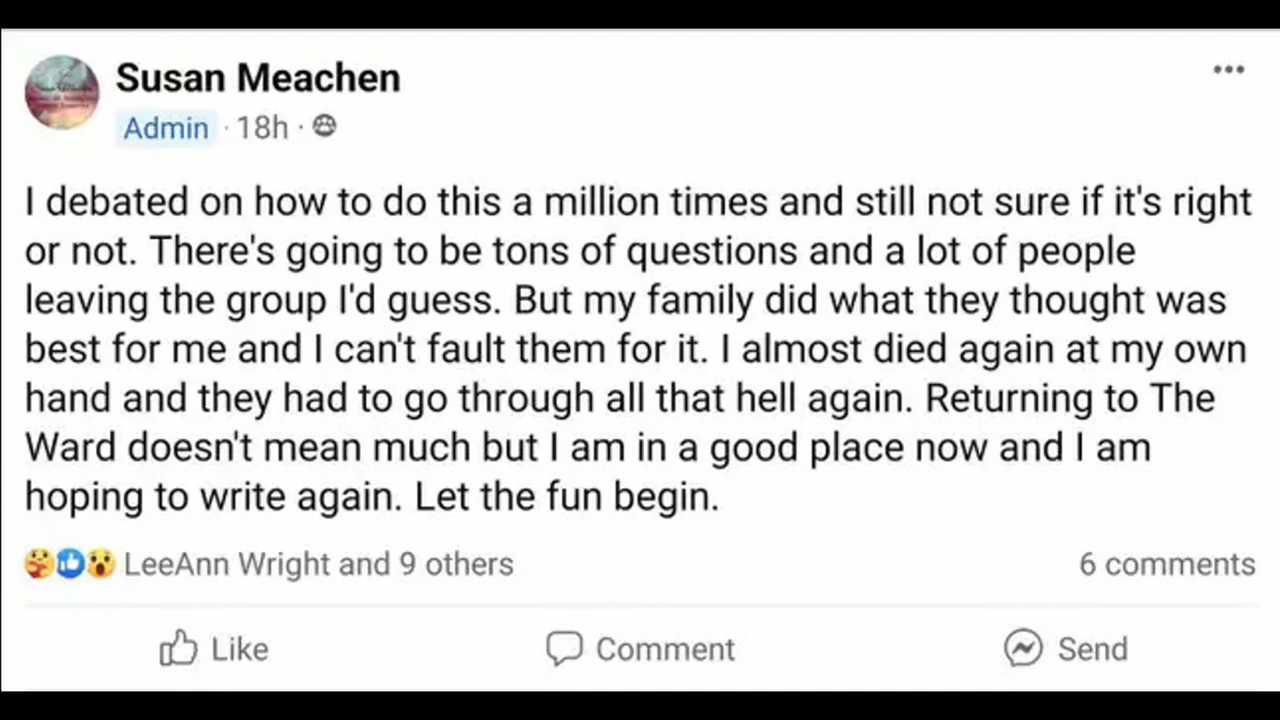 Susan Meachen
Admin · 18h ·
I debated on how to do this a million times and still not sure if it's right
or not. There's going to be tons of questions and a lot of people
leaving the group I'd guess. But my family did what they thought was
best for me and I can't fault them for it. I almost died again at my own
hand and they had to go through all that hell again. Returning to The
Ward doesn't mean much but I am in a good place now and I am
hoping to write again. Let the fun begin.
LeeAnn Wright and 9 others 6 comments
Like Comment Send